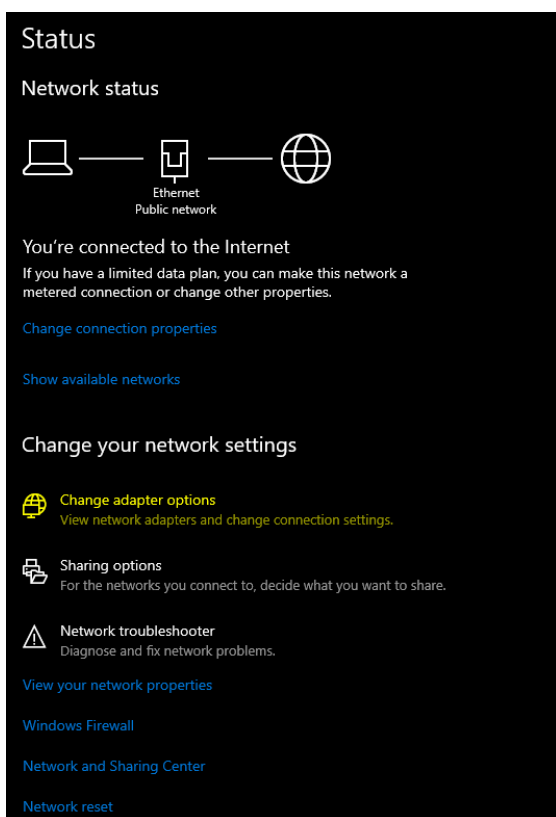 Status
Network status
Ethernet
Public network
You're connected to the Internet
If you have a limited data plan, you can make this network a
metered connection or change other properties.
Change connection properties
Show available networks
Change your network settings
Change adapter options
View network adapters and change connection settings.
Sharing options
For the networks you connect to, decide what you want to share.
Network troubleshooter
Diagnose and fix network problems.
View your network properties
Windows Firewall
Network and Sharing Center
Network reset